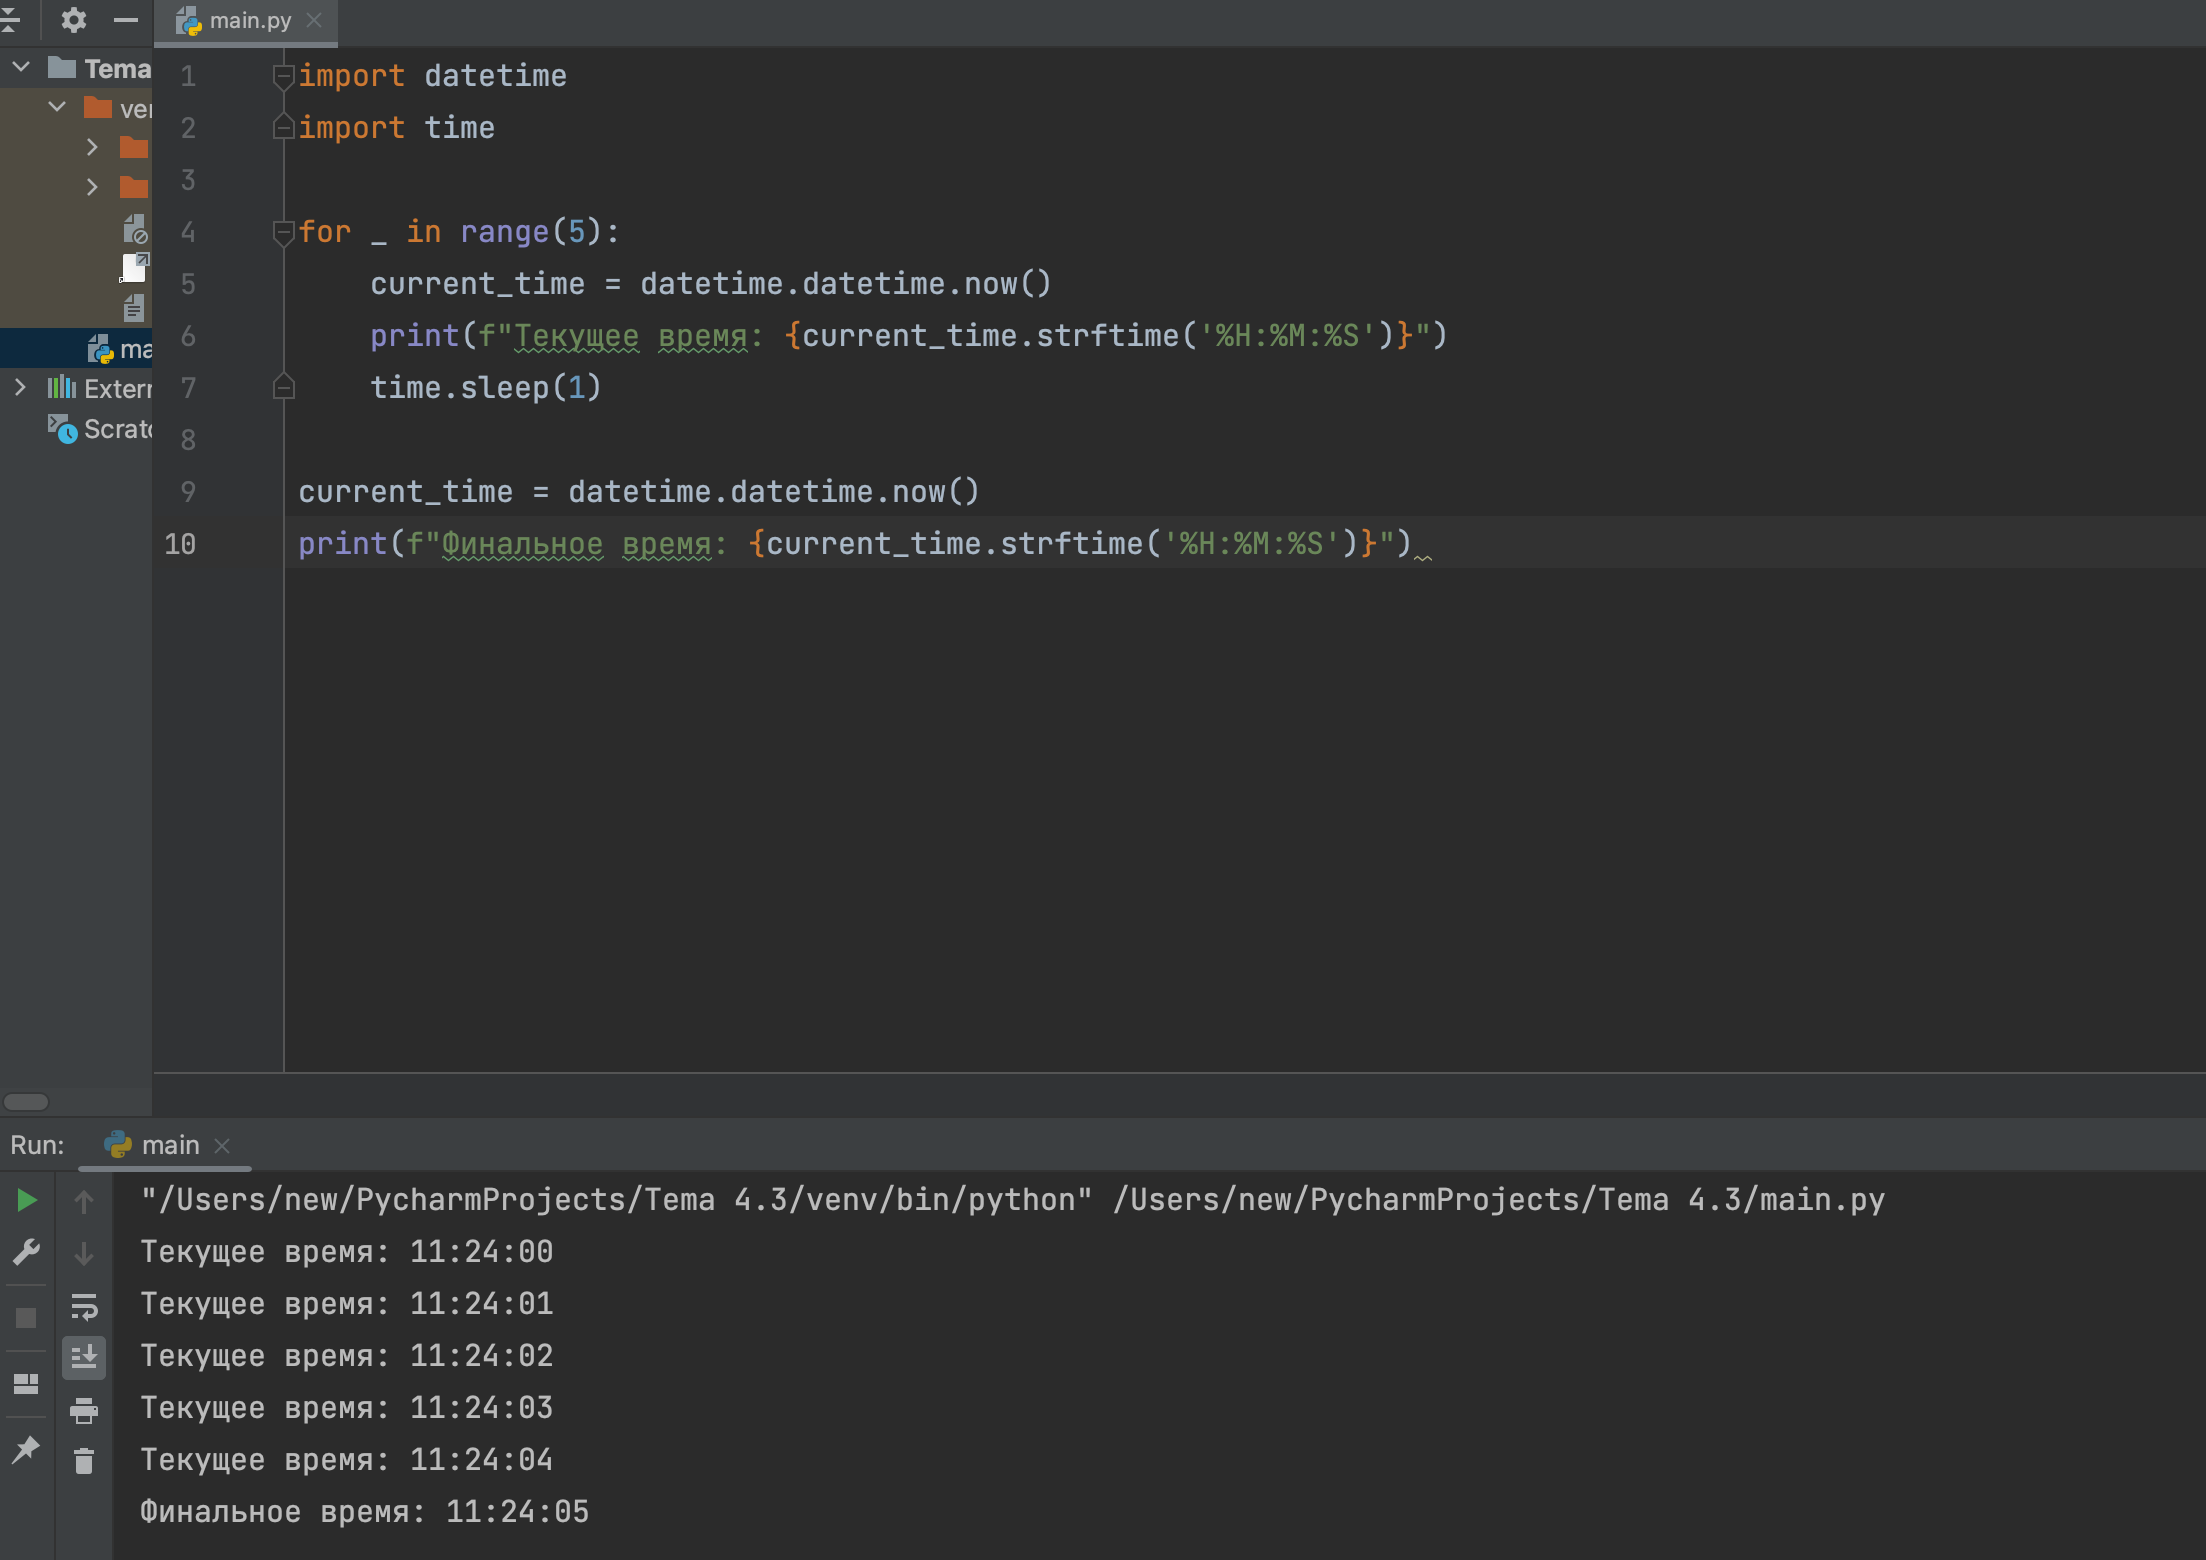 main.py
Tema
1 import datetime
2 import time
3
4 for _ in range(5):
5 current_time = datetime.datetime.now()
6 print(f"Текущее время: {current_time.strftime('%H:%M:%S')}")
7 time.sleep(1)
8
9 current_time = datetime.datetime.now()
10 print(f"Финальное время: {current_time.strftime('%H:%M:%S')}")
Run: main
"/Users/new/PycharmProjects/Tema 4.3/venv/bin/python" /Users/new/PycharmProjects/Tema 4.3/main.py
Текущее время: 11:24:00
Текущее время: 11:24:01
Текущее время: 11:24:02
Текущее время: 11:24:03
Текущее время: 11:24:04
Финальное время: 11:24:05